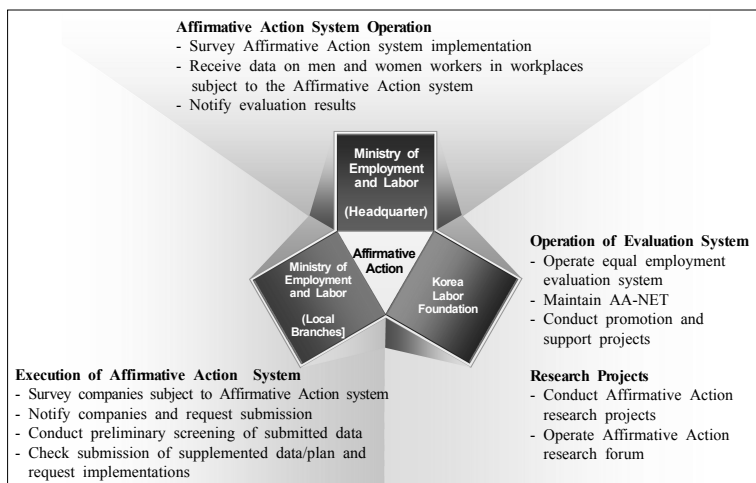 Affirmative Action System Operation
- Survey Affirmative Action system implementation
- Receive data on men and women workers in workplaces
subject to the Affirmative Action system
- Notify evaluation results
Ministry of
Employment
and Labor
(Headquarter)
Affirmative
Action
Ministry of
Employment
and Labor
(Local
Branches]
Korea
Labor
Foundation
Operation of Evaluation System
- Operate equal employment
evaluation system
- Maintain AA-NET
- Conduct promotion and
support projects
Execution of Affirmative Action System
- Survey companies subject to Affirmative Action system
- Notify companies and request submission
- Conduct preliminary screening of submitted data
- Check submission of supplemented data/plan and
request implementations
Research Projects
- Conduct Affirmative Action
research projects
- Operate Affirmative Action
research forum